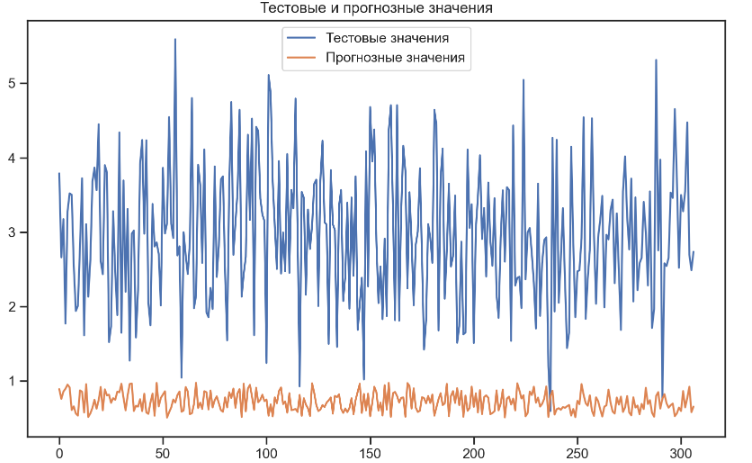 Тестовые и прогнозные значения
Тестовые значения
Прогнозные значения
5
4
3
2
1
0 50 100 150 200 250 300